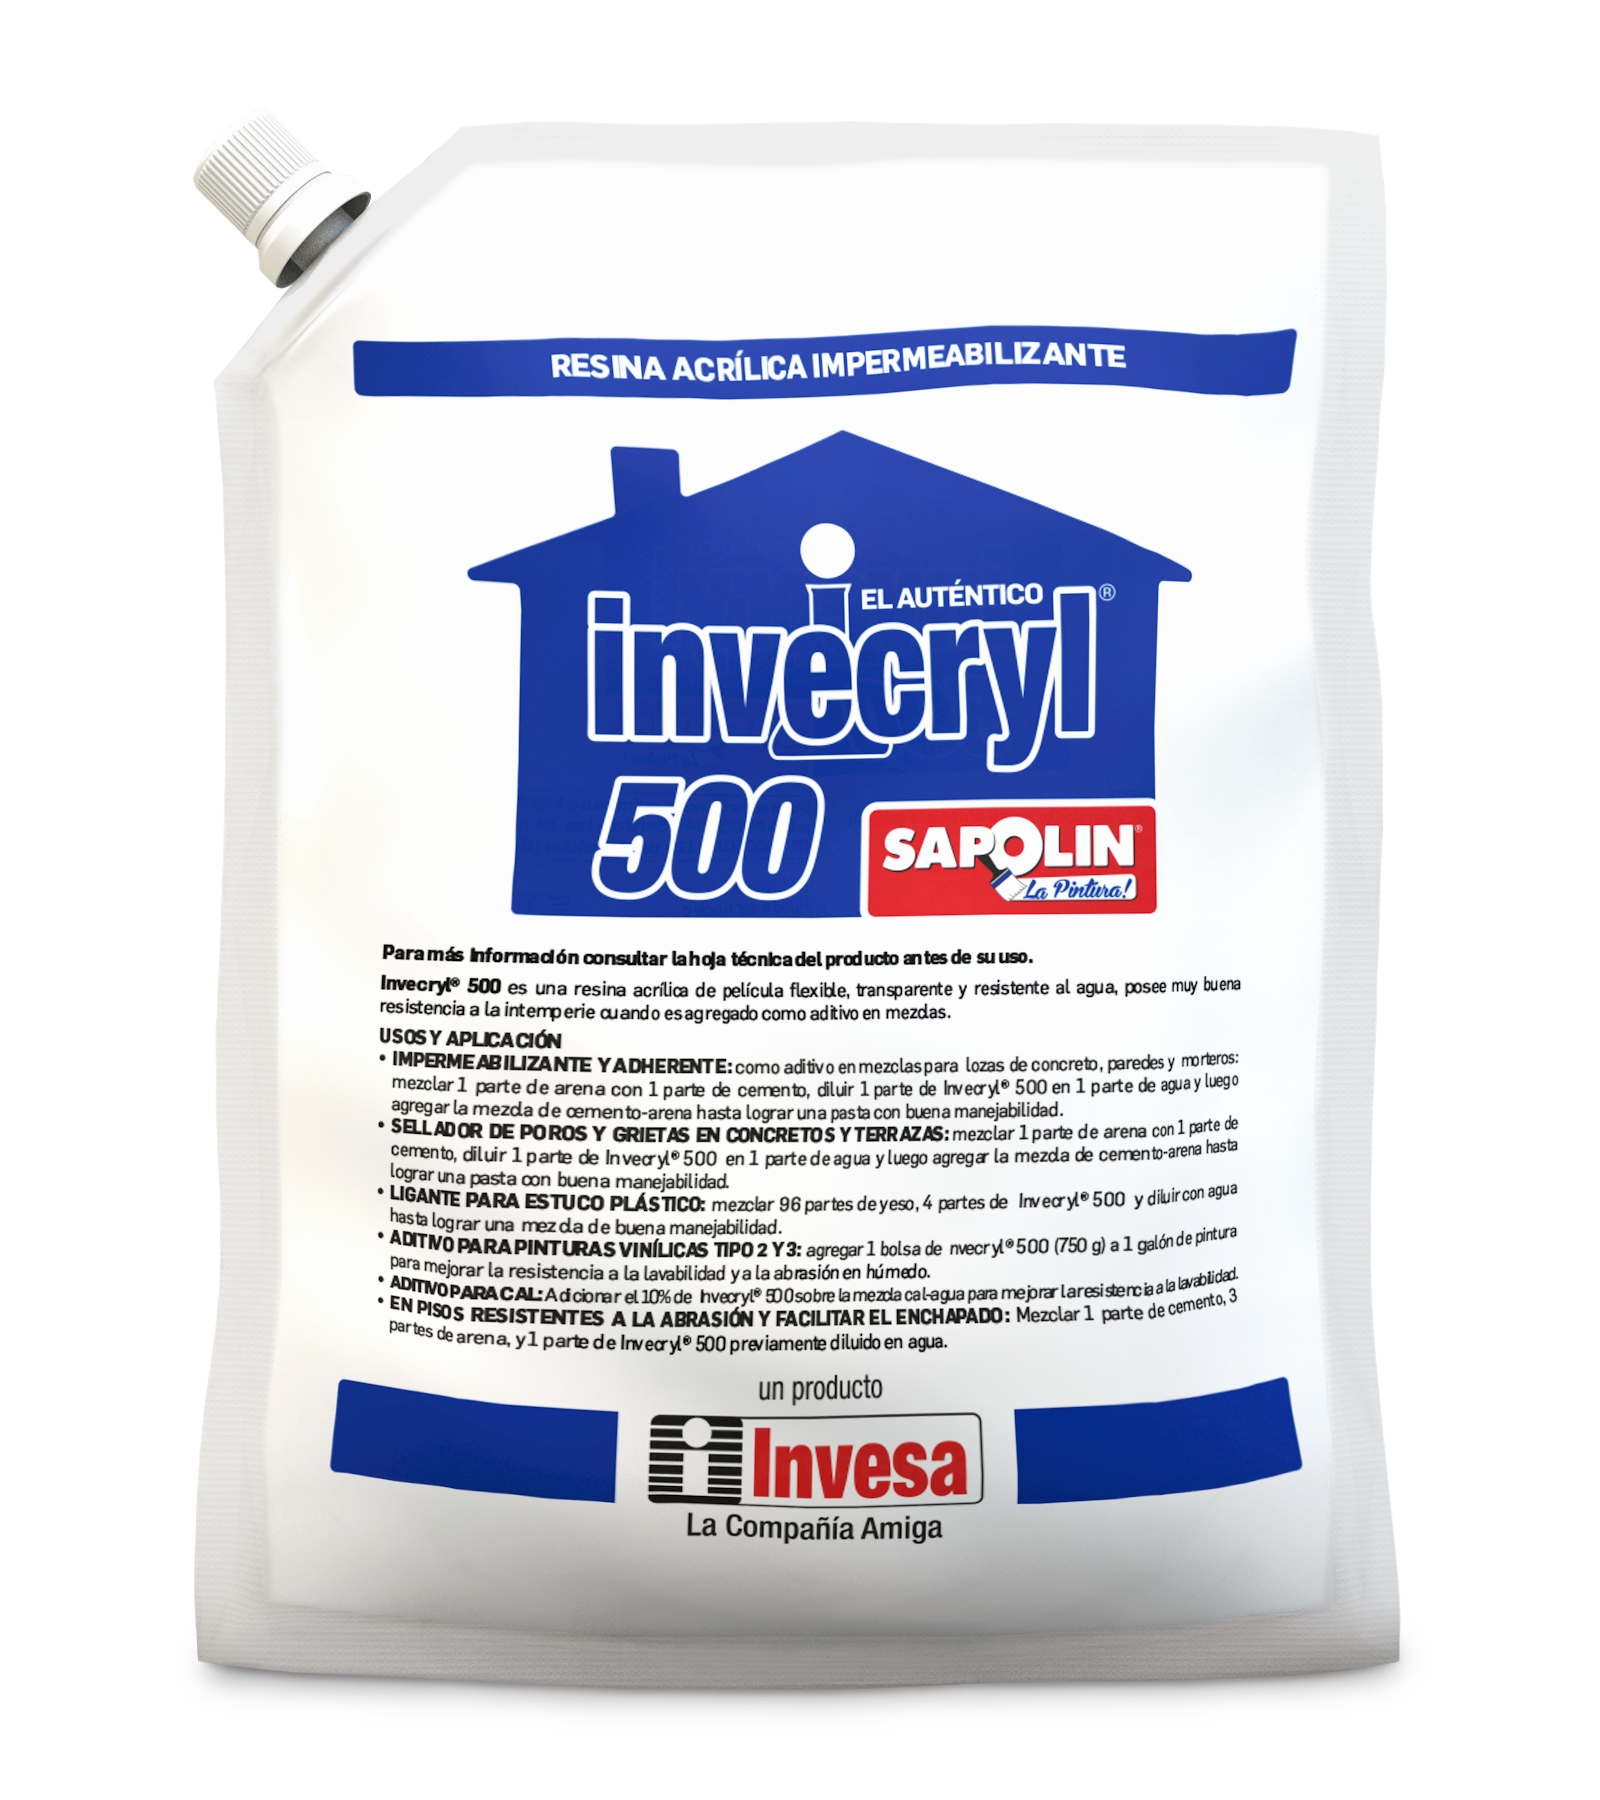 RESINA ACRÍLICA IMPERMEABILIZANTE
EL AUTÉNTICO
invecryl®
500
SAPOLIN®
La Pintura!
Para más información consultar la hoja técnica del producto antes de su uso.
Invecryl® 500 es una resina acrílica de película flexible, transparente y resistente al agua, posee muy buena
resistencia a la intemperie cuando es agregado como aditivo en mezclas.
USOS Y APLICACIÓN
• IMPERMEABILIZANTE Y ADHERENTE: como aditivo en mezclas para lozas de concreto, paredes y morteros:
mezclar 1 parte de arena con 1 parte de cemento, diluir 1 parte de Invecryl® 500 en 1 parte de agua y luego
agregar la mezcla de cemento-arena hasta lograr una pasta con buena manejabilidad.
• SELLADOR DE POROS Y GRIETAS EN CONCRETOS Y TERRAZAS: mezclar 1 parte de arena con 1 parte de
cemento, diluir 1 parte de Invecryl® 500 en 1 parte de agua y luego agregar la mezcla de cemento-arena hasta
lograr una pasta con buena manejabilidad.
• LIGANTE PARA ESTUCO PLÁSTICO: mezclar 96 partes de yeso, 4 partes de Invecryl® 500 y diluir con agua
hasta lograr una mezcla de buena manejabilidad.
• ADITIVO PARA PINTURAS VINÍLICAS TIPO 2 Y 3: agregar 1 bolsa de nvecryl® 500 (750 g) a 1 galón de pintura
para mejorar la resistencia a la lavabilidad y a la abrasión en húmedo.
• ADITIVO PARA CAL: Adicionar el 10% de Invecryl® 500 sobre la mezcla cal-agua para mejorar la resistencia a la lavabilidad.
• EN PISOS RESISTENTES A LA ABRASIÓN Y FACILITAR EL ENCHAPADO: Mezclar 1 parte de cemento, 3
partes de arena, y 1 parte de Invecryl® 500 previamente diluido en agua.
un producto
Invesa
La Compañía Amiga